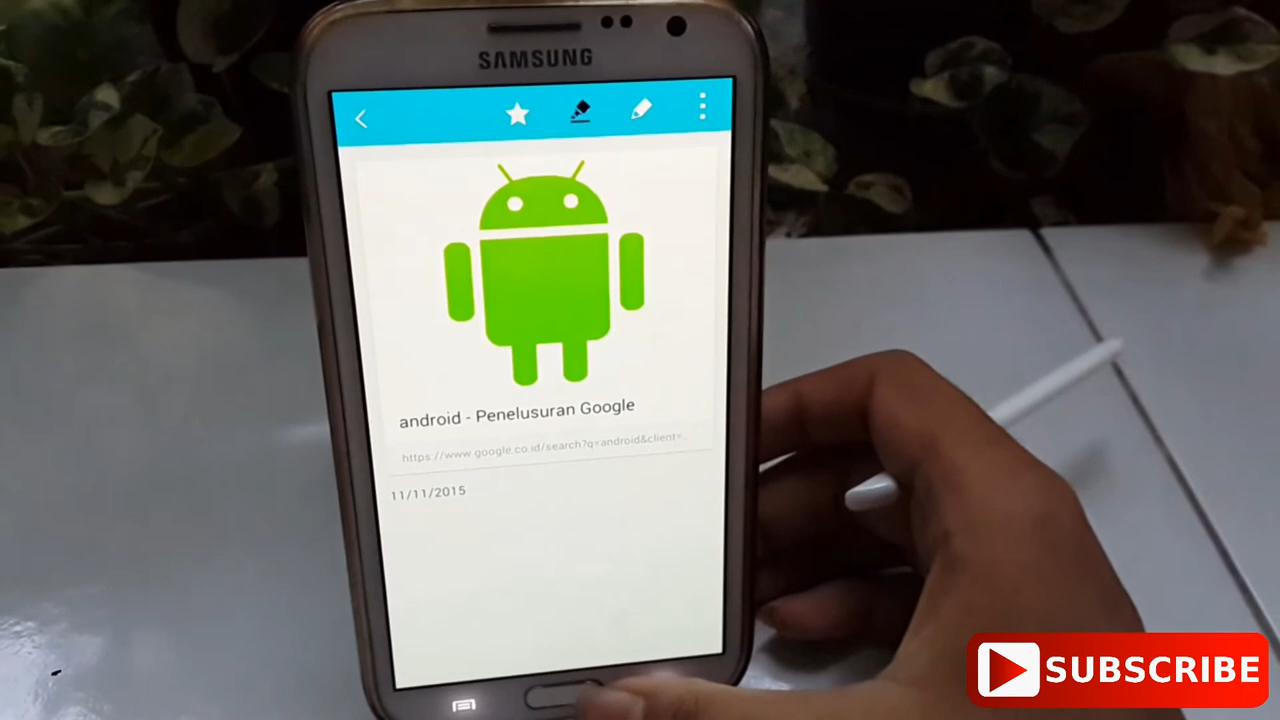 SAMSUNG
android - Penelusuran Google
https://www.google.co.id/search?q=android&client=..
11/11/2015
SUBSCRIBE